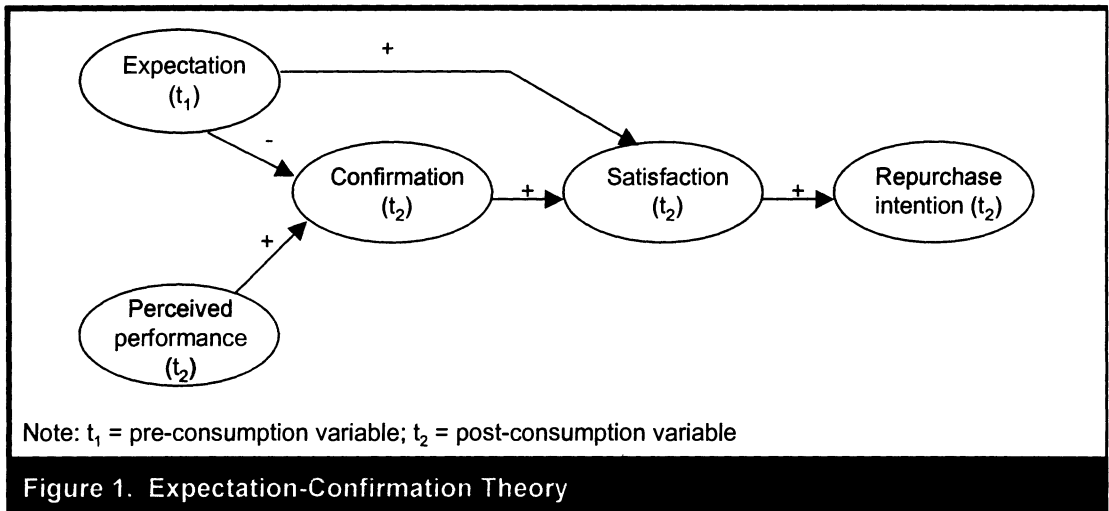 +
Expectation
(t₁)
-
Confirmation
(t₂)
+
Satisfaction
(t₂)
+
Repurchase
intention (t₂)
+
Perceived
performance
(t₂)
Note: t₁ = pre-consumption variable; t₂ = post-consumption variable
Figure 1. Expectation-Confirmation Theory